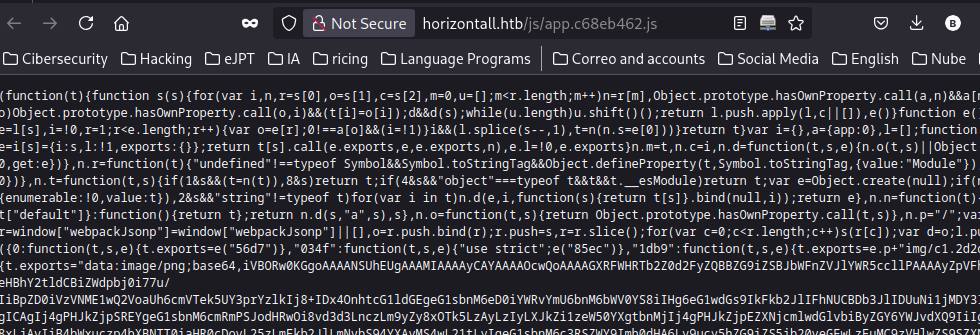 Not Secure horizontall.htb/js/app.c68eb462.js
Cibersecurity Hacking eJPT IA ricing Language Programs Correo and accounts Social Media English Nube
(function(t){function s(s){for(var i,n,r=s[0],o=s[1],c=s[2],m=0,u=[];m<r.length;m++)n=r[m],Object.prototype.hasOwnProperty.call(a,n)&&a[n
o)Object.prototype.hasOwnProperty.call(o,i)&&(t[i]=o[i]);d&&d(s);while(u.length)u.shift()();return l.push.apply(l,c||[]),e()}function e()
e=l[s],i=!0,r=1;r<e.length;r++){var o=e[r];0!==a[o]&&(i=!1)}i&&(l.splice(s--,1),t=n(n.s=e[0]))}return t}var i={},a={app:0},l=[];function
e=i[s]={i:s,l:!1,exports:{}};return t[s].call(e.exports,e,e.exports,n),e.l=!0,e.exports}n.m=t,n.c=i,n.d=function(t,s,e){n.o(t,s)||Object
0,get:e})},n.r=function(t){"undefined"!==typeof Symbol&&Symbol.toStringTag&&Object.defineProperty(t,Symbol.toStringTag,{value:"Module"})
0})},n.t=function(t,s){if(1&s&&(t=n(t)),8&s)return t;if(4&s&&"object"===typeof t&&t&&t.__esModule)return t;var e=Object.create(null);if(n
{enumerable:!0,value:t}),2&s&&"string"!=typeof t)for(var i in t)n.d(e,i,function(s){return t[s]}.bind(null,i));return e},n.n=function(t)
t["default"]}:function(){return t};return n.d(s,"a",s),s},n.o=function(t,s){return Object.prototype.hasOwnProperty.call(t,s)},n.p="/";va
r=window["webpackJsonp"]=window["webpackJsonp"]||[],o=r.push.bind(r);r.push=s,r=r.slice();for(var c=0;c<r.length;c++)s(r[c]);var d=o;l.pu
({0:function(t,s,e){t.exports=e("56d7")},"034f":function(t,s,e){"use strict";e("85ec")},"1db9":function(t,s,e){t.exports=e.p+"img/c1.2d2c
{t.exports="data:image/png;base64,